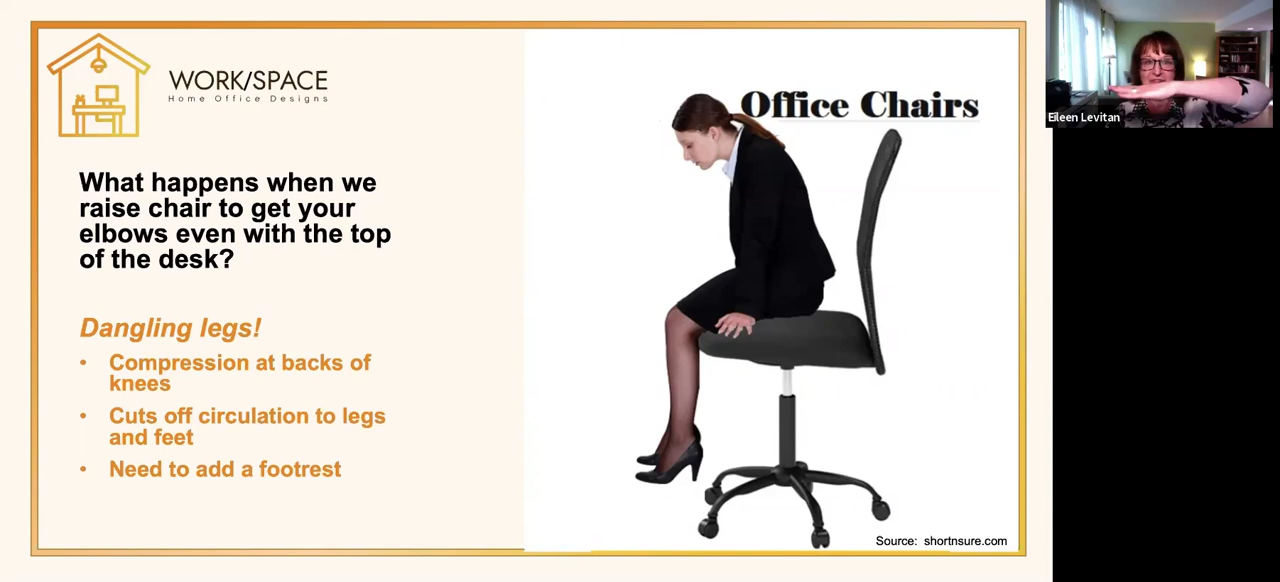 WORK/SPACE
Home Office Designs
What happens when we
raise chair to get your
elbows even with the top
of the desk?
Dangling legs!
• Compression at backs of
knees
• Cuts off circulation to legs
and feet
• Need to add a footrest
Office Chairs
Source: shortnsure.com
Eileen Levitan